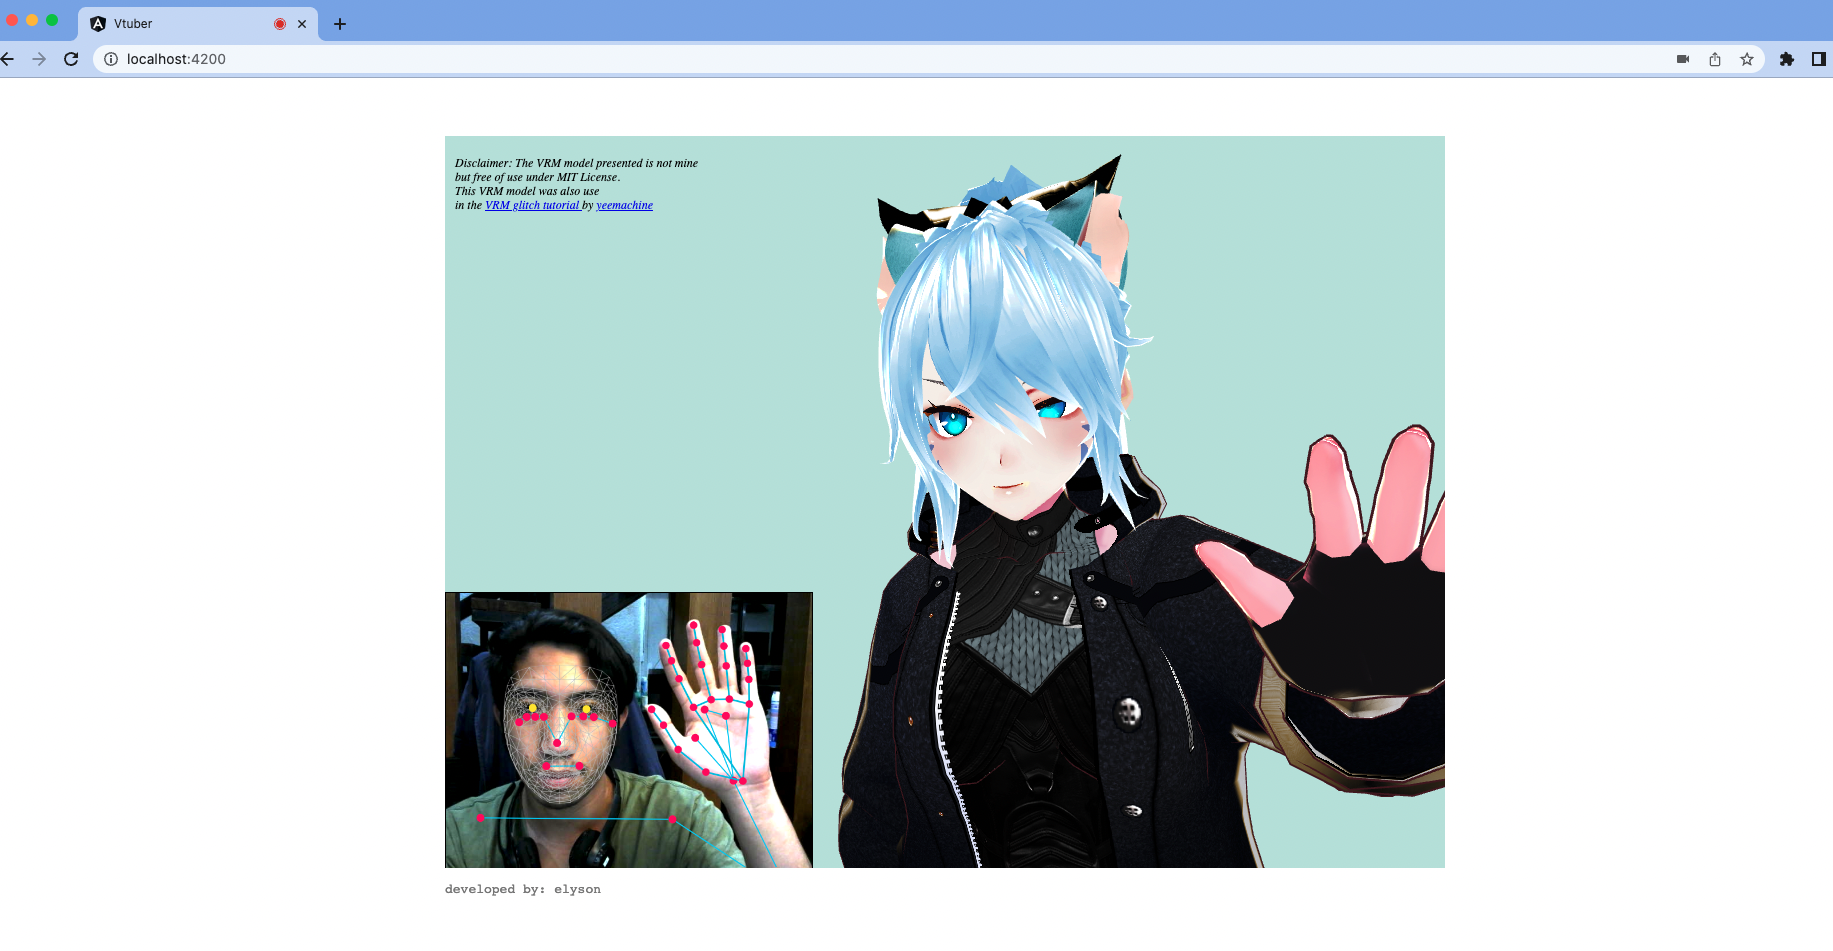 Vtuber
localhost:4200
Disclaimer: The VRM model presented is not mine
but free of use under MIT License.
This VRM model was also use
in the VRM glitch tutorial by yeemachine
developed by: elyson